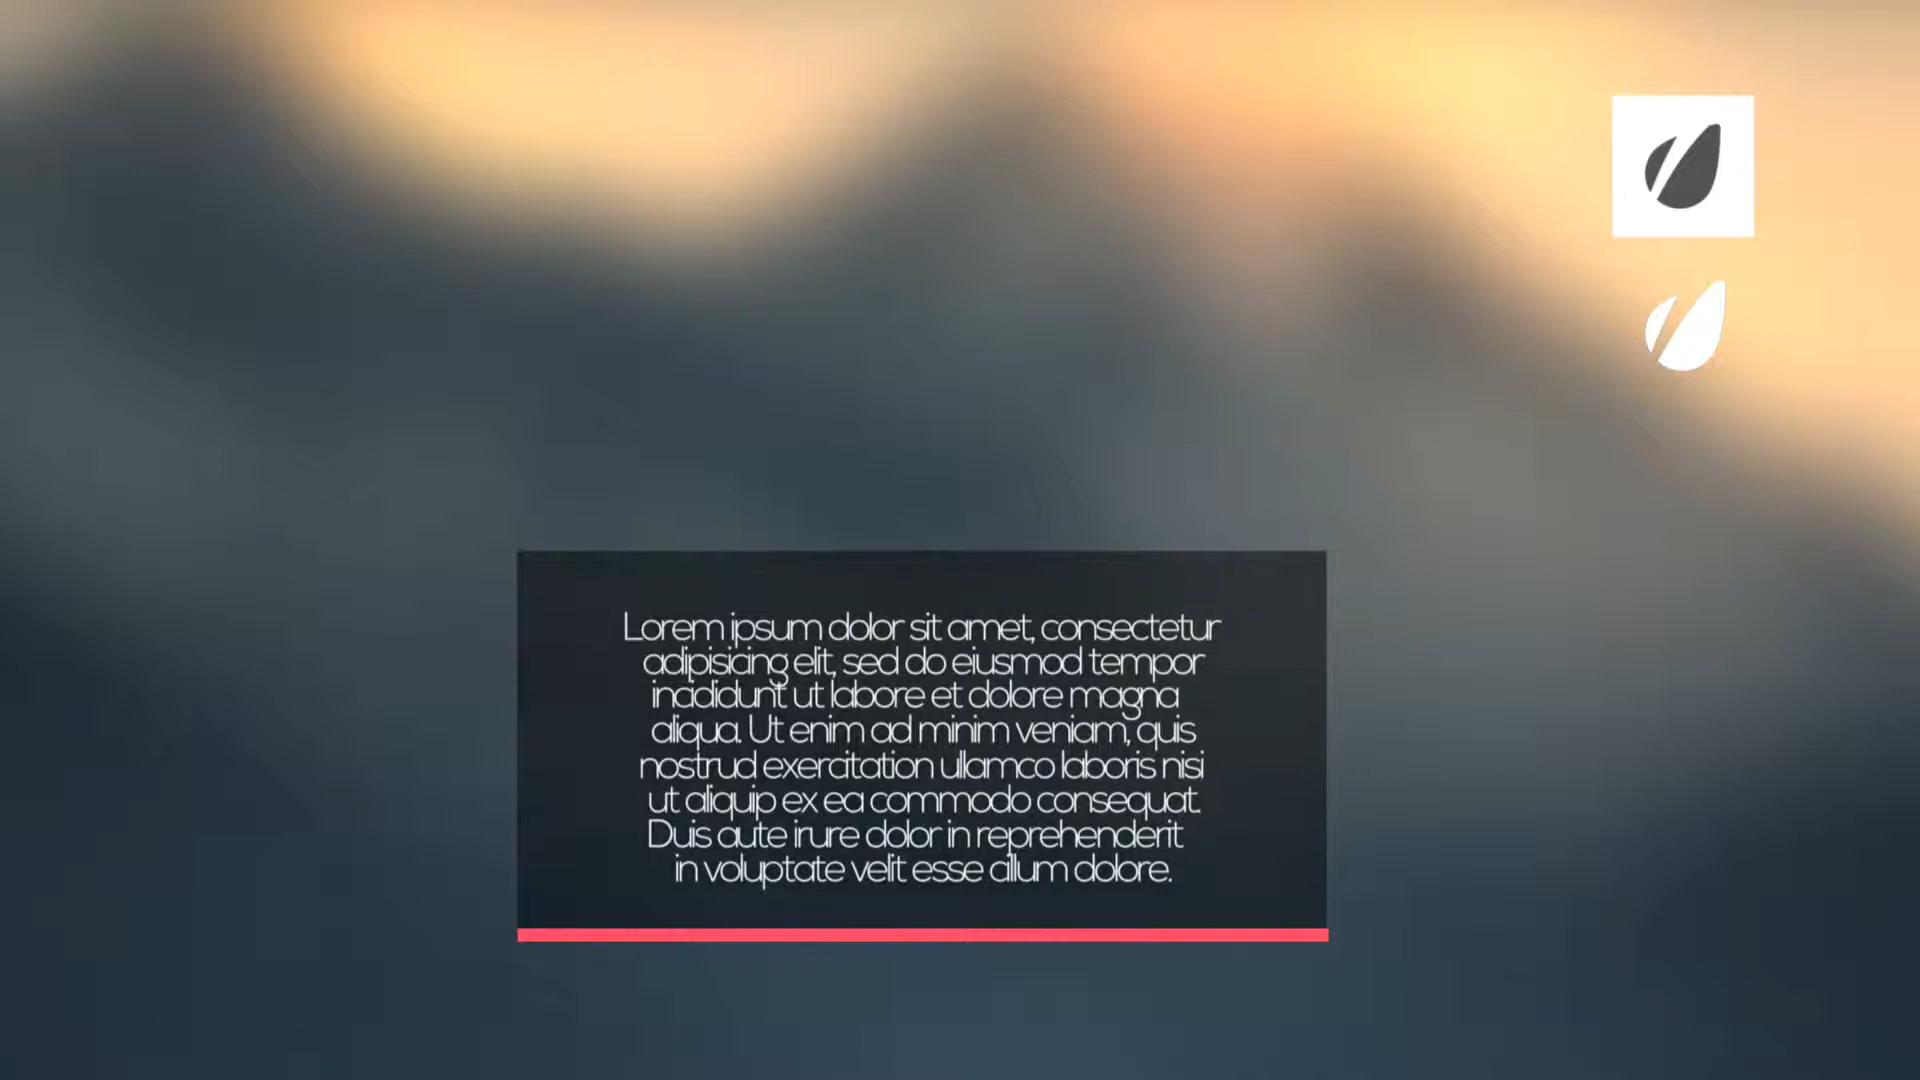 Lorem ipsum dolor sit amet, consectetur
adipisicing elit, sed do eiusmod tempor
incididunt ut labore et dolore magna
aliqua. Ut enim ad minim veniam, quis
nostrud exercitation ullamco laboris nisi
ut aliquip ex ea commodo consequat.
Duis aute irure dolor in reprehenderit
in voluptate velit esse cillum dolore.